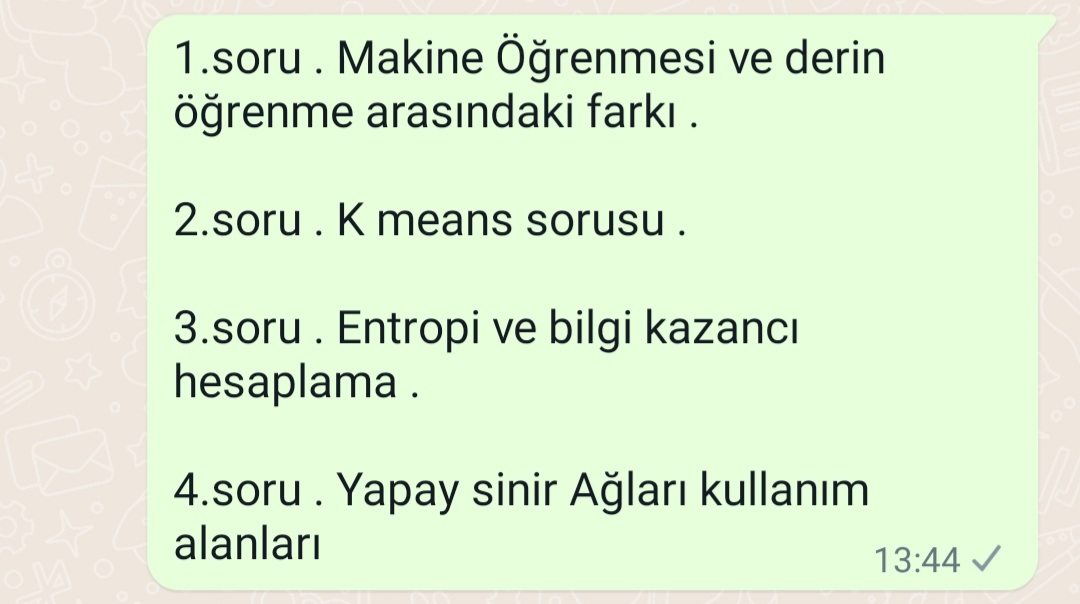 1.soru . Makine Öğrenmesi ve derin
öğrenme arasındaki farkı .
2.soru . K means sorusu .
3.soru . Entropi ve bilgi kazancı
hesaplama .
4.soru . Yapay sinir Ağları kullanım
alanları
13:44